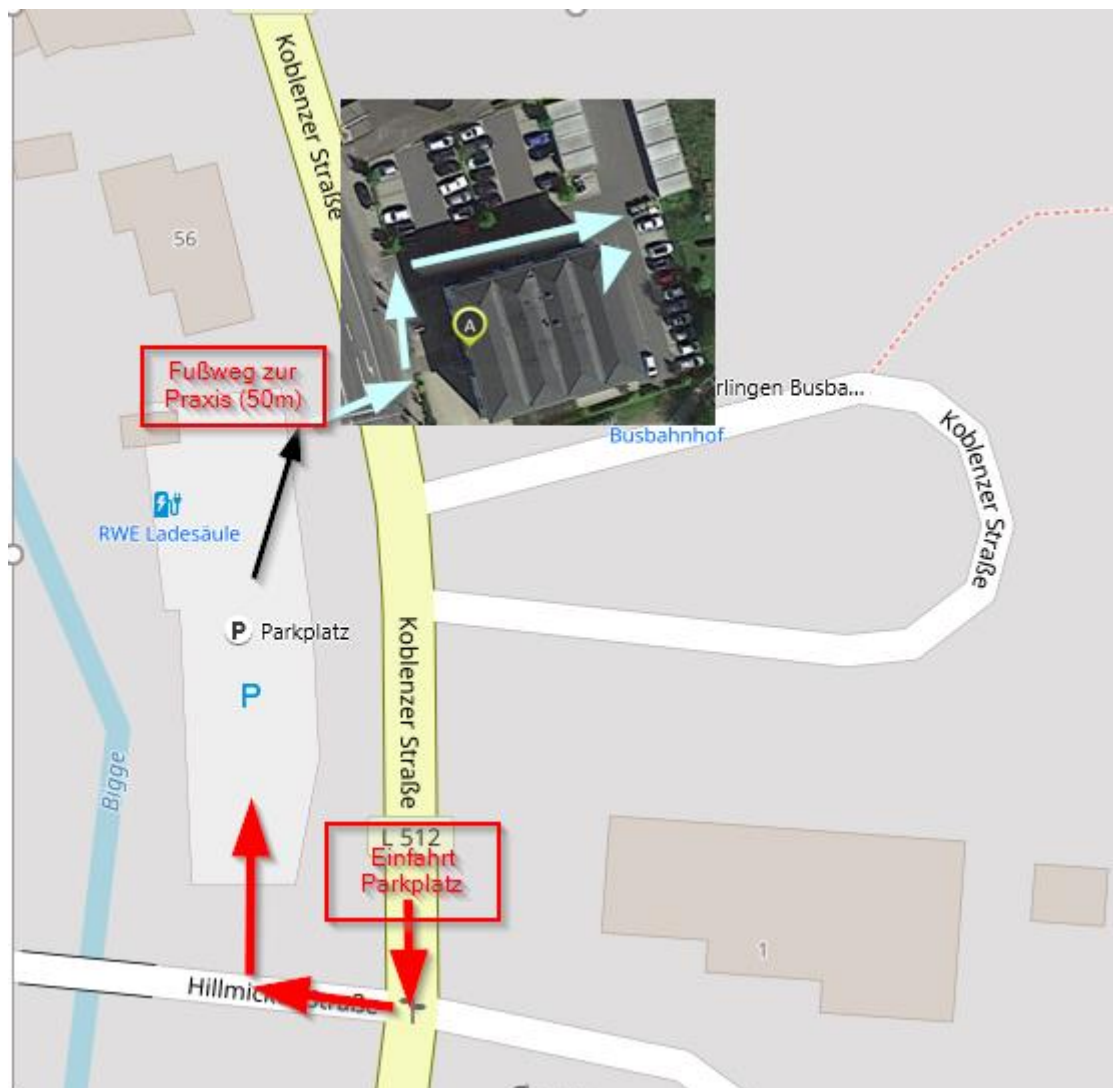 Koblenzer Straße
56
A
Fußweg zur
Praxis (50m)
rlingen Busba...
Busbahnhof
Koblenzer Straße
RWE Ladesäule
P Parkplatz
P
Koblenzer Straße
Bigge
L 512
Einfahrt
Parkplatz
1
Hillmick
Straße